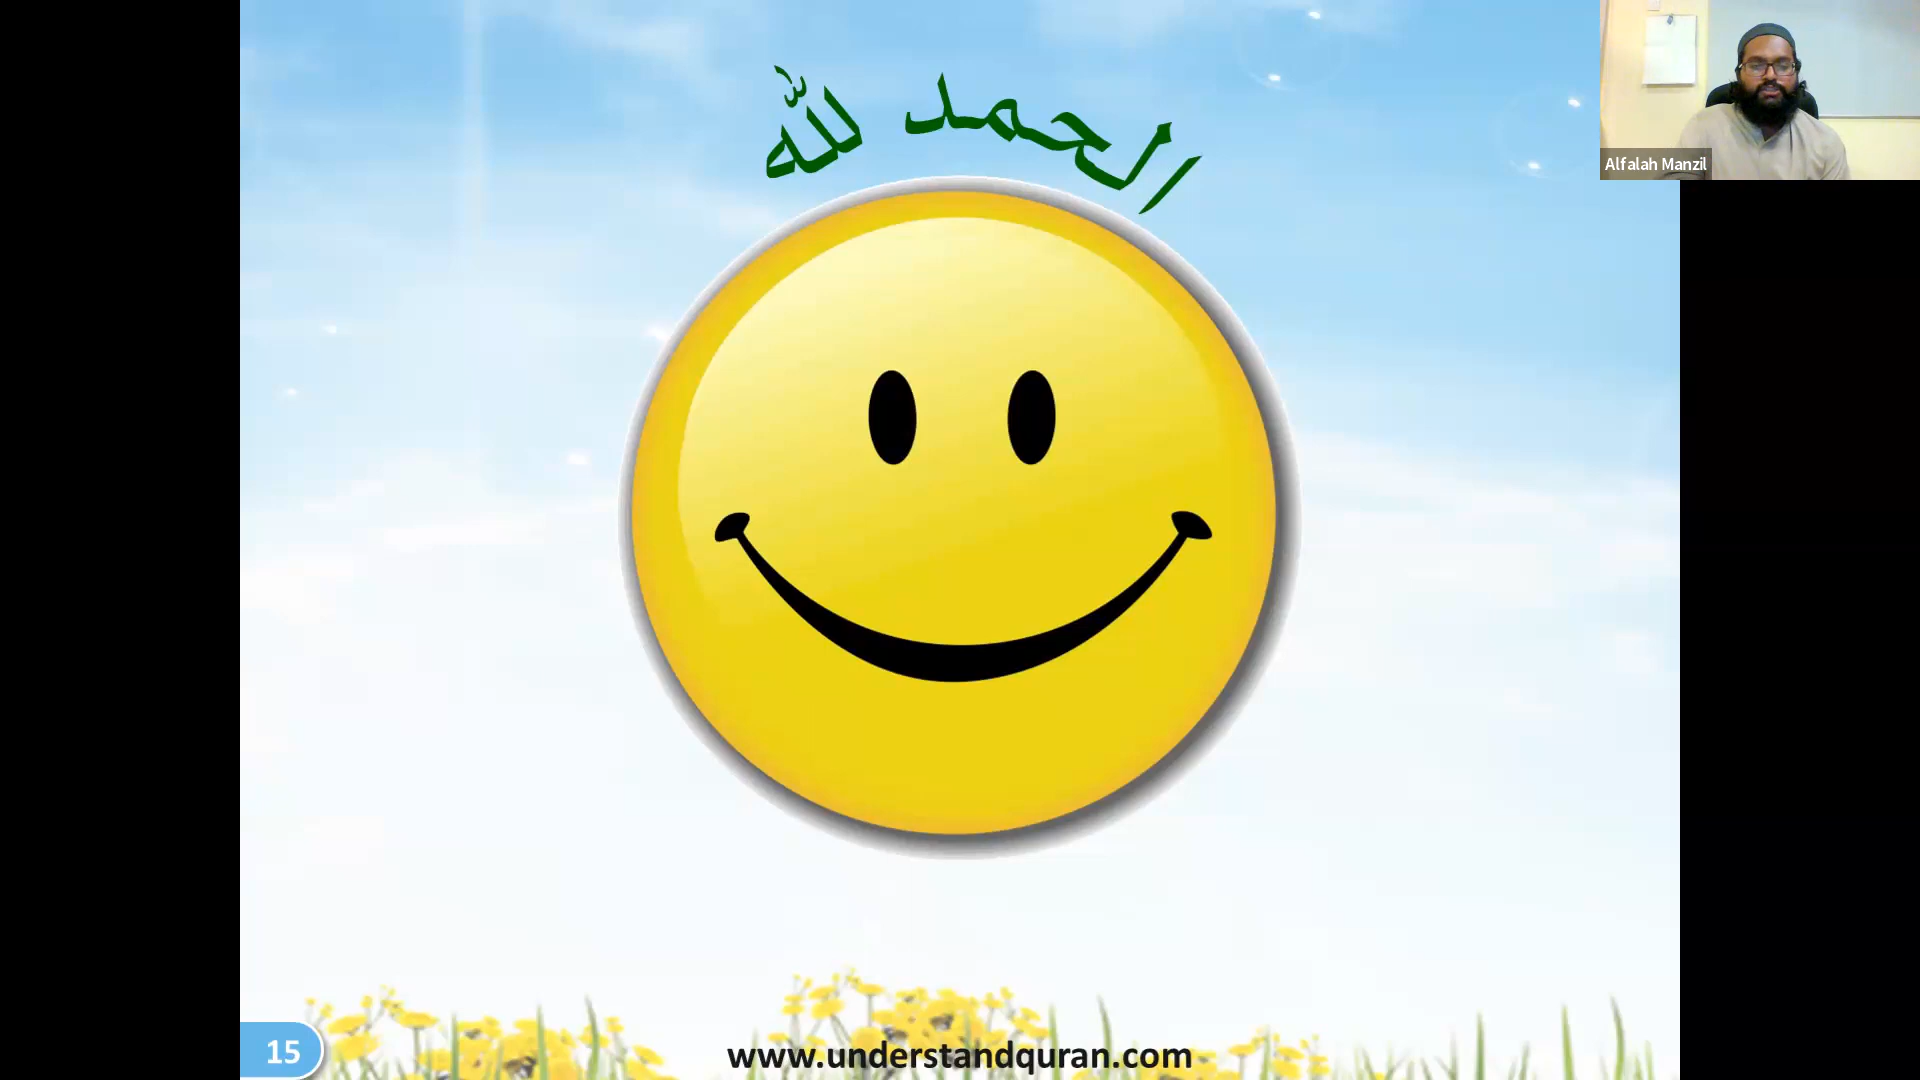 الحمد لله
Alfalah Manzil
15
www.understandquran.com